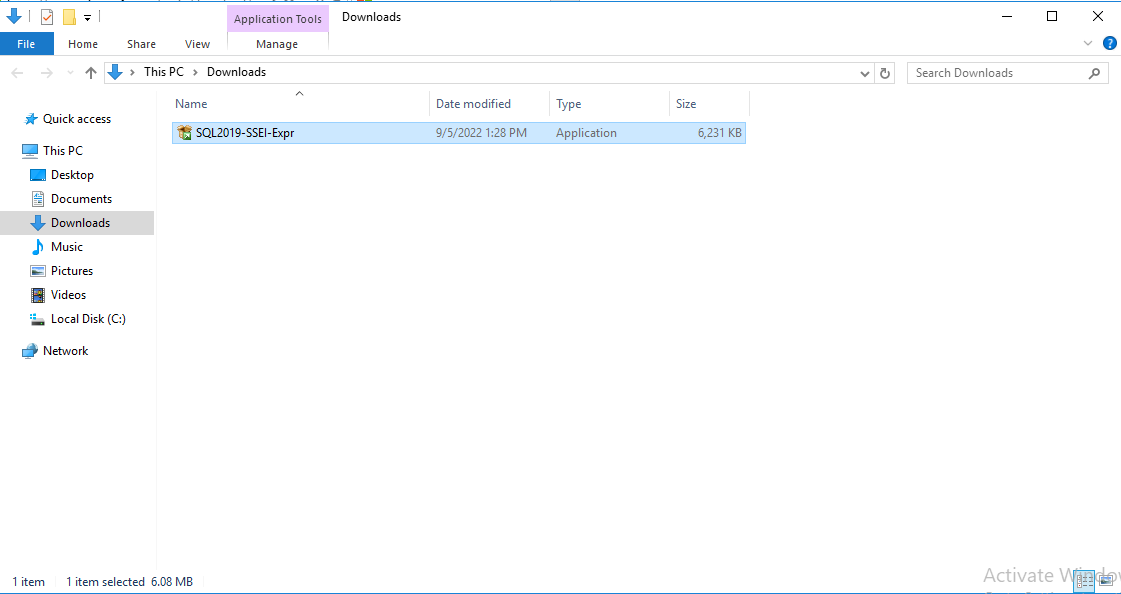 Application Tools Downloads
File Home Share View Manage
This PC Downloads Search Downloads
Name Date modified Type Size
SQL2019-SSEI-Expr 9/5/2022 1:28 PM Application 6,231 KB
Quick access
This PC
Desktop
Documents
Downloads
Music
Pictures
Videos
Local Disk (C:)
Network
1 item 1 item selected 6.08 MB
Activate